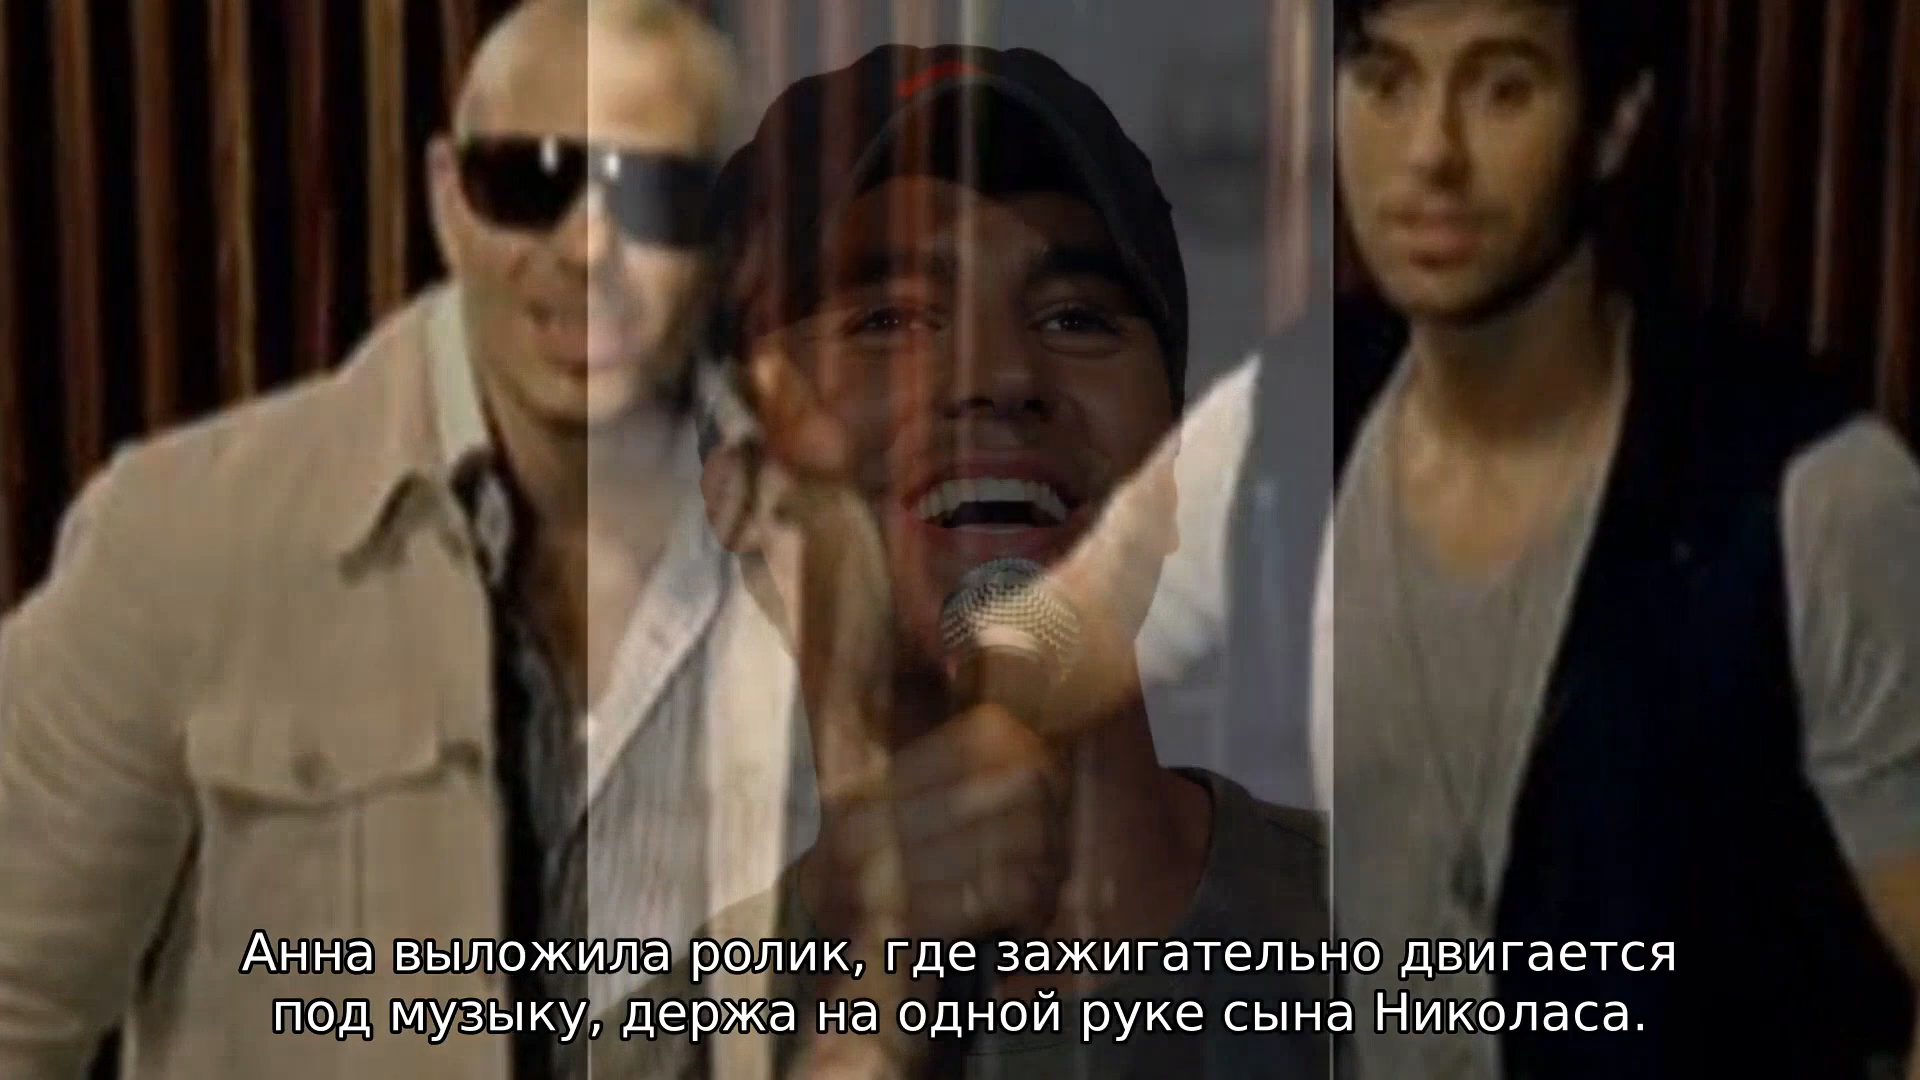 Анна выложила ролик, где зажигательно двигается
под музыку, держа на одной руке сына Николаса.